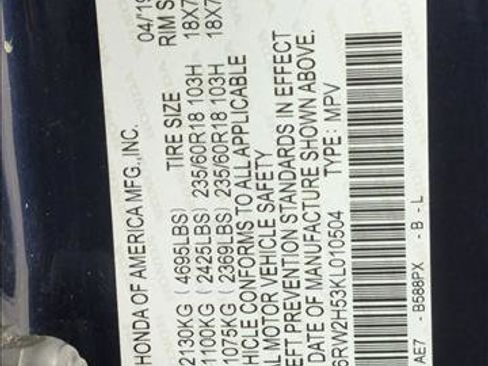 HONDA OF AMERICA MFG.,INC. 04/'19
TIRE SIZE RIM S
2130KG ( 4695LBS)
1100KG ( 2425LBS) 235/60R18 103H 18X7
1075KG ( 2369LBS) 235/60R18 103H 18X7
HICLE CONFORMS TO ALL APPLICABLE
AL MOTOR VEHICLE SAFETY
EFT PREVENTION STANDARDS IN EFFECT
DATE OF MANUFACTURE SHOWN ABOVE.
6RW2H53KL010504 TYPE: MPV
AE7 - B588PX - B - L